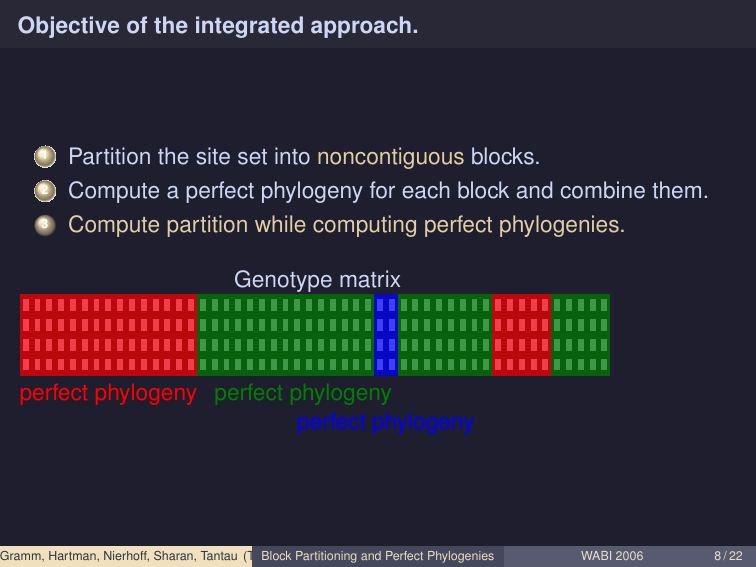 Objective of the integrated approach.
1 Partition the site set into noncontiguous blocks.
2 Compute a perfect phylogeny for each block and combine them.
3 Compute partition while computing perfect phylogenies.
Genotype matrix
perfect phylogeny perfect phylogeny
perfect phylogeny
Gramm, Hartman, Nierhoff, Sharan, Tantau (T Block Partitioning and Perfect Phylogenies WABI 2006 8 / 22